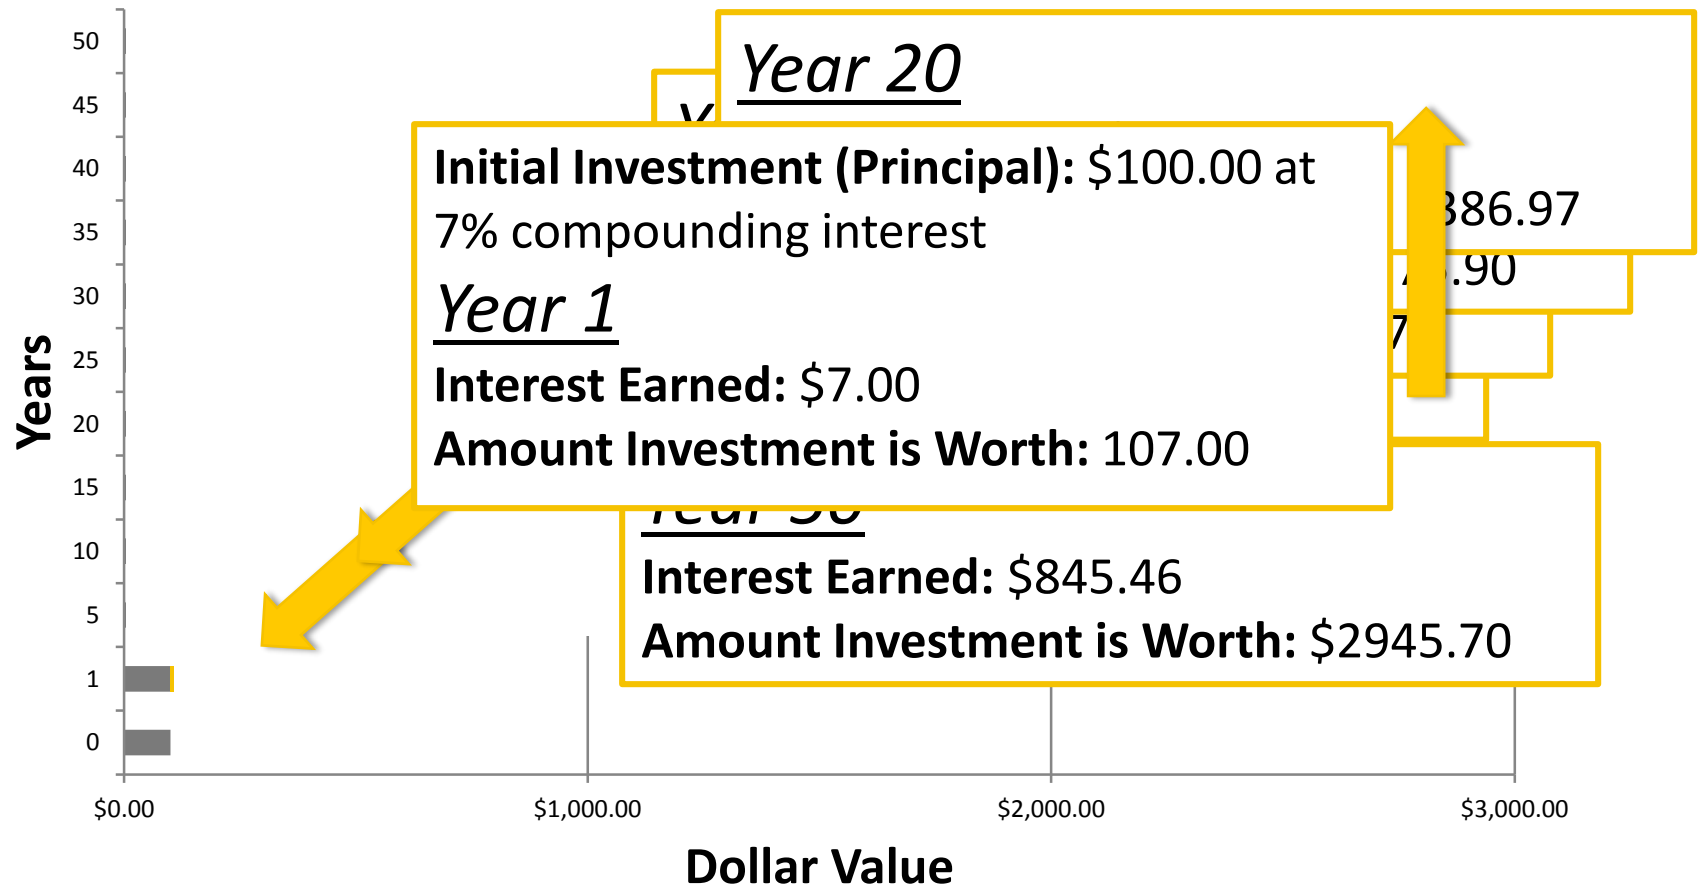 50
45
40
35
30
25
20
15
10
5
1
0
Years
$0.00
$1,000.00
$2,000.00
$3,000.00
Dollar Value
Year 20
386.97
.90
7
Initial Investment (Principal): $100.00 at
7% compounding interest
Year 1
Interest Earned: $7.00
Amount Investment is Worth: 107.00
Interest Earned: $845.46
Amount Investment is Worth: $2945.70